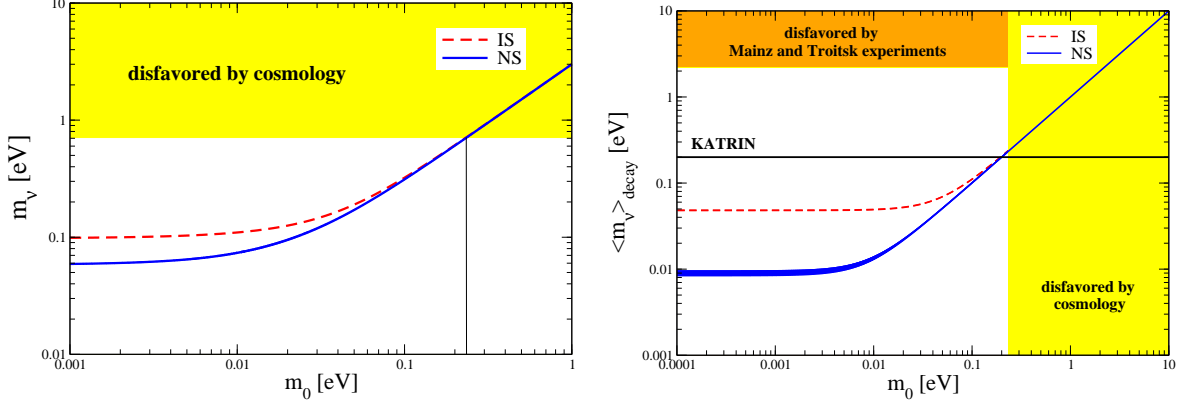 10
IS
NS
disfavored by cosmology
1
0.1
0.01
0.001
0.01
0.1
1
m_ν [eV]
m_0 [eV]
10
disfavored by
Mainz and Troitsk experiments
IS
NS
1
KATRIN
0.1
0.01
disfavored by
cosmology
0.001
0.0001
0.001
0.01
0.1
1
10
<m_ν>_decay [eV]
m_0 [eV]